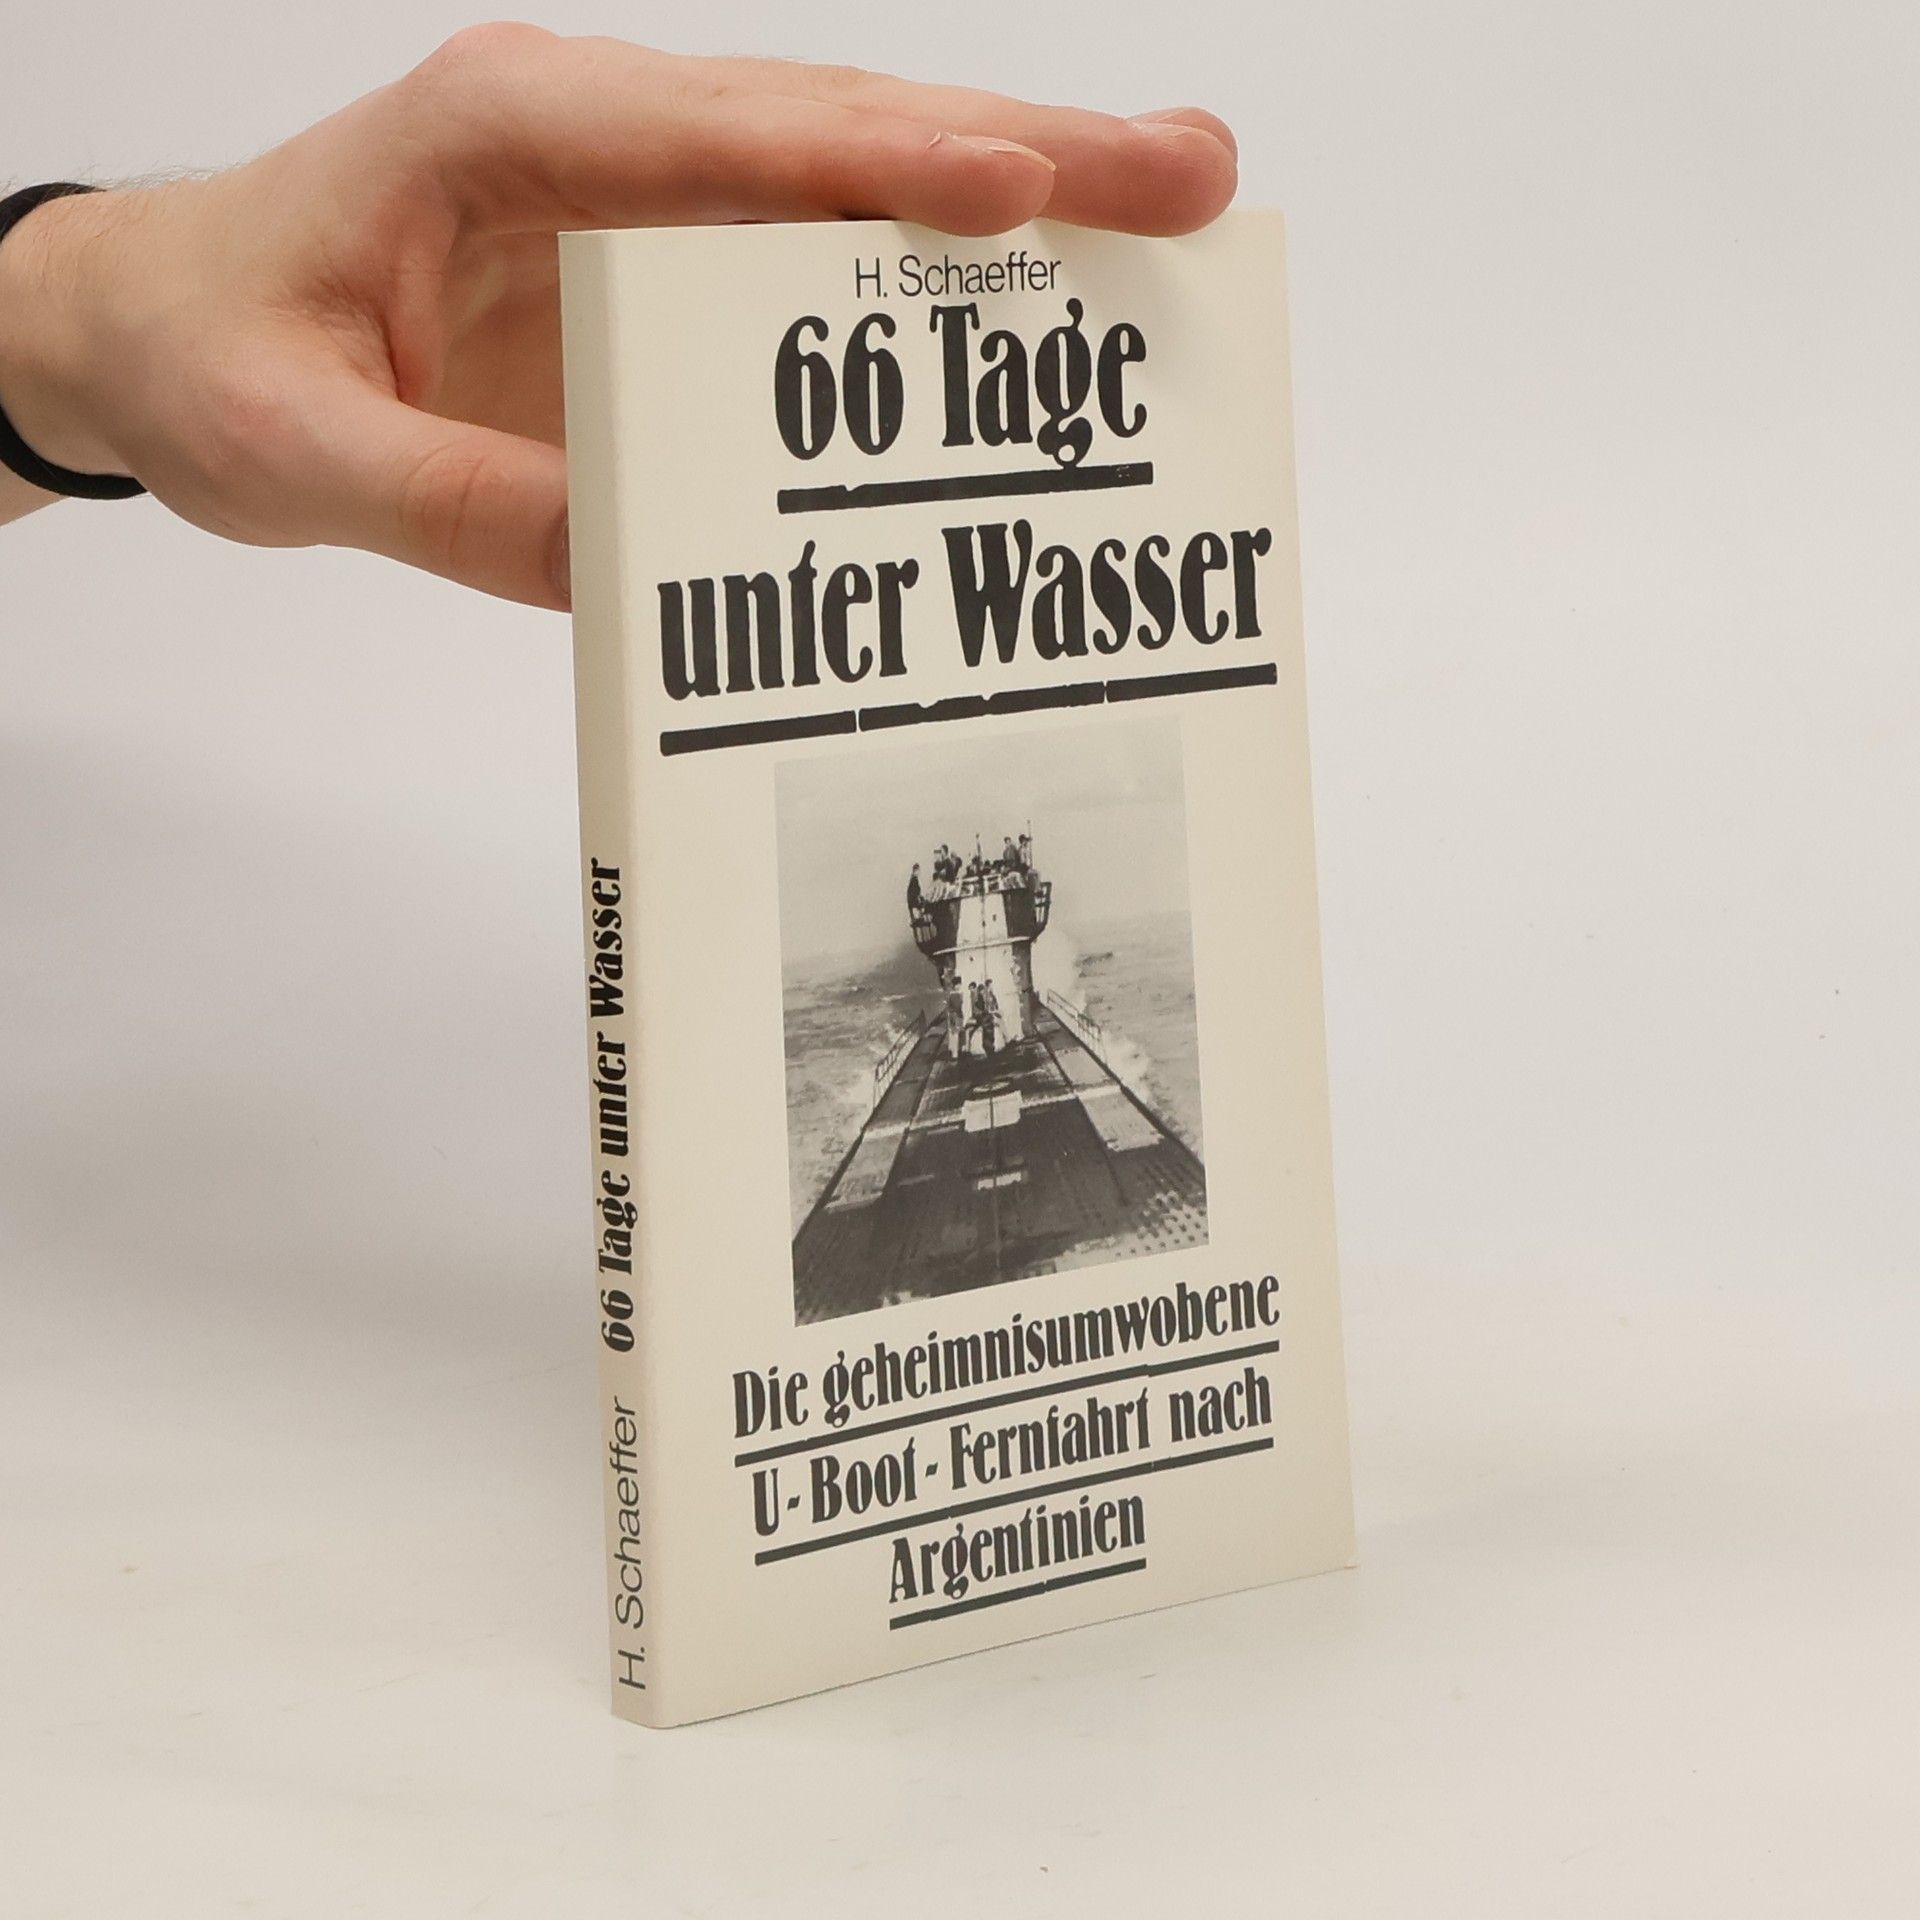 H. Schaeffer
66 Tage
unter Wasser
Die geheimnisumwobene
U-Boot-Fernfahrt nach
Argentinien
H. Schaeffer 66 Tage unter Wasser